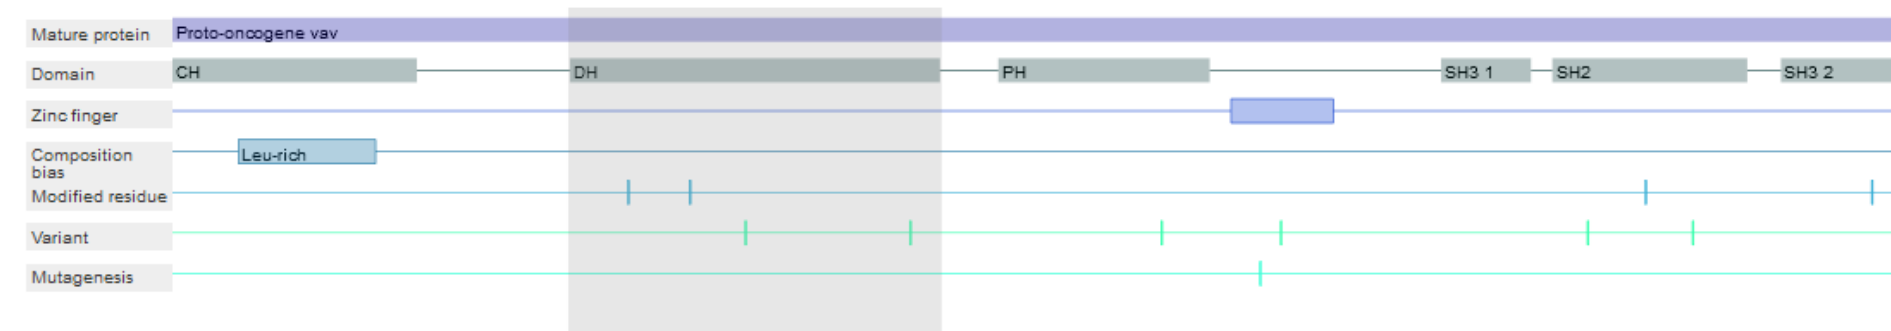 Mature protein Proto-oncogene vav
Domain CH DH PH SH3 1 SH2 SH3 2
Zinc finger
Composition Leu-rich
bias
Modified residue
Variant
Mutagenesis